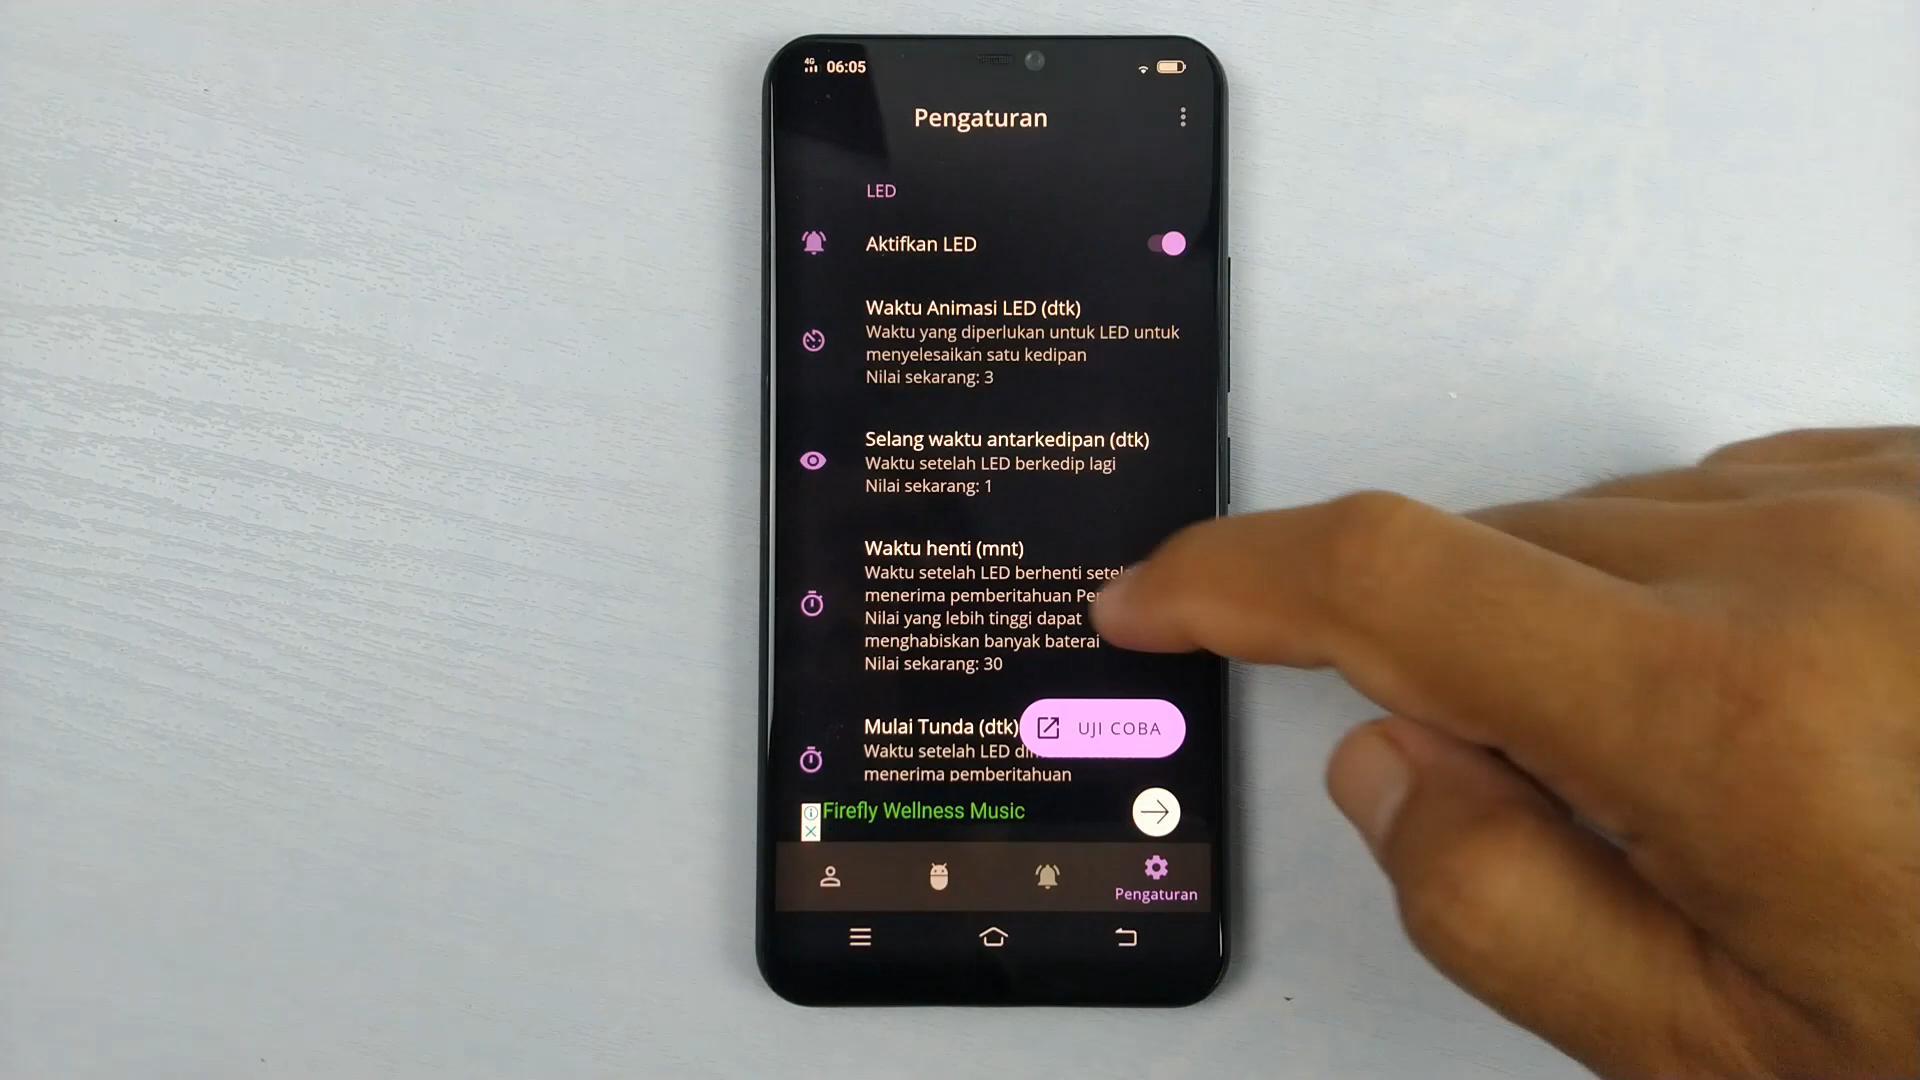 4G 06:05
Pengaturan
LED
Aktifkan LED
Waktu Animasi LED (dtk)
Waktu yang diperlukan untuk LED untuk
menyelesaikan satu kedipan
Nilai sekarang: 3
Selang waktu antarkedipan (dtk)
Waktu setelah LED berkedip lagi
Nilai sekarang: 1
Waktu henti (mnt)
Waktu setelah LED berhenti
menerima pemberitahuan
Nilai yang lebih tinggi dapat
menghabiskan banyak baterai
Nilai sekarang: 30
Mulai Tunda (dtk)
UJI COBA
Waktu setelah LED
menerima pemberitahuan
Firefly Wellness Music
Pengaturan